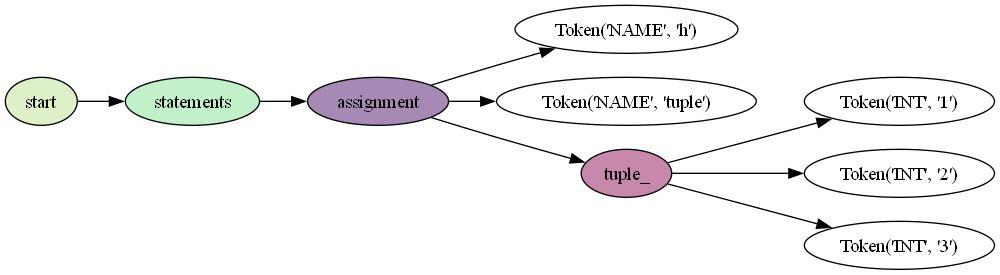 start
statements
assignment
Token('NAME', 'h')
Token('NAME', 'tuple')
tuple_
Token('INT', '1')
Token('INT', '2')
Token('INT', '3')